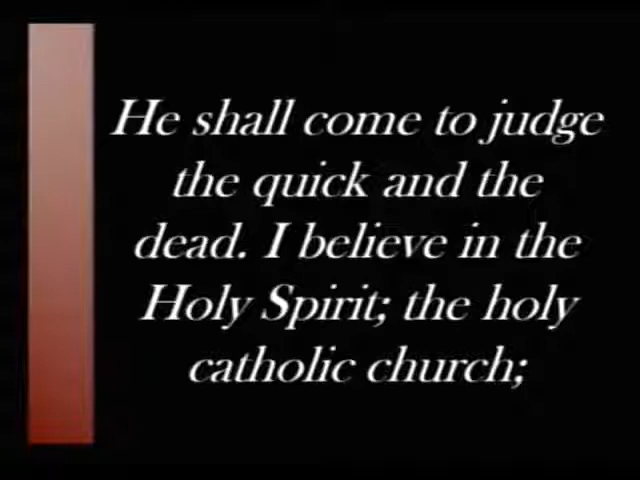 He shall come to judge
the quick and the
dead. I believe in the
Holy Spirit; the holy
catholic church;